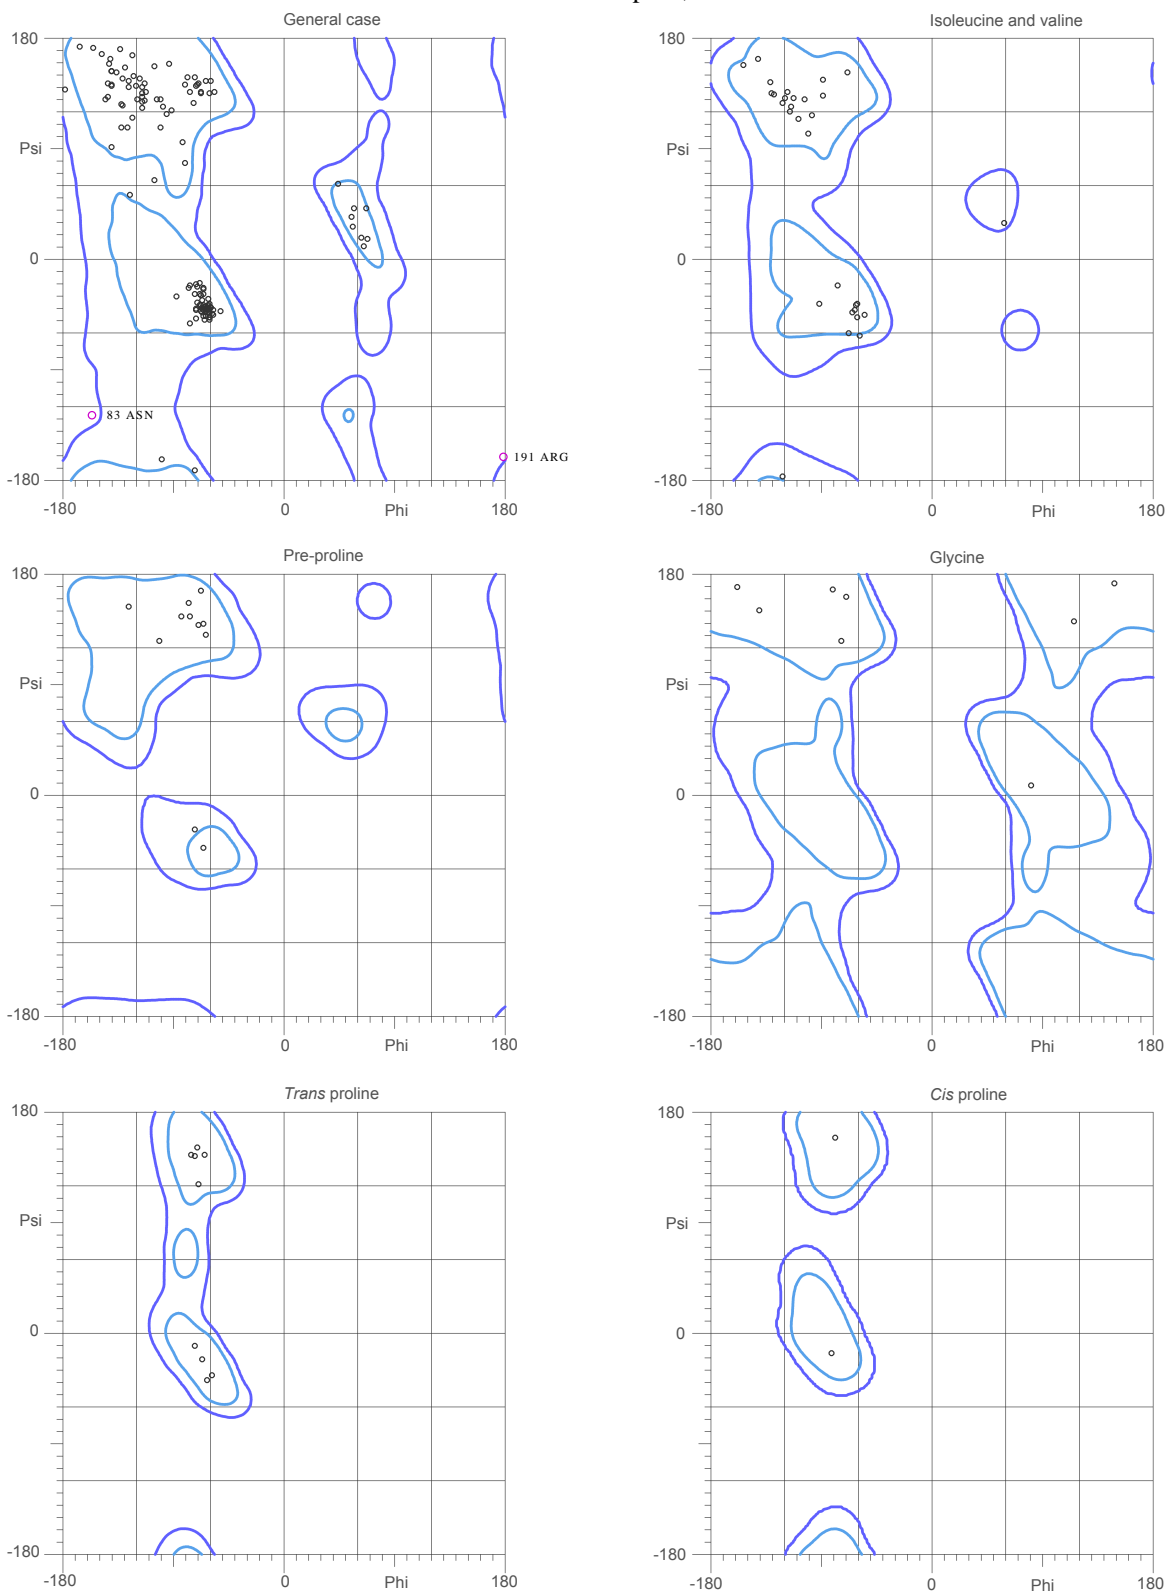 General case
Isoleucine and valine
180
Psi
0
83 ASN
191 ARG
-180
-180
0
Phi
180
180
Psi
0
-180
-180
0
Phi
180
Pre-proline
Glycine
180
Psi
0
-180
-180
0
Phi
180
180
Psi
0
-180
-180
0
Phi
180
Trans proline
Cis proline
180
Psi
0
-180
-180
0
Phi
180
180
Psi
0
-180
-180
0
Phi
180